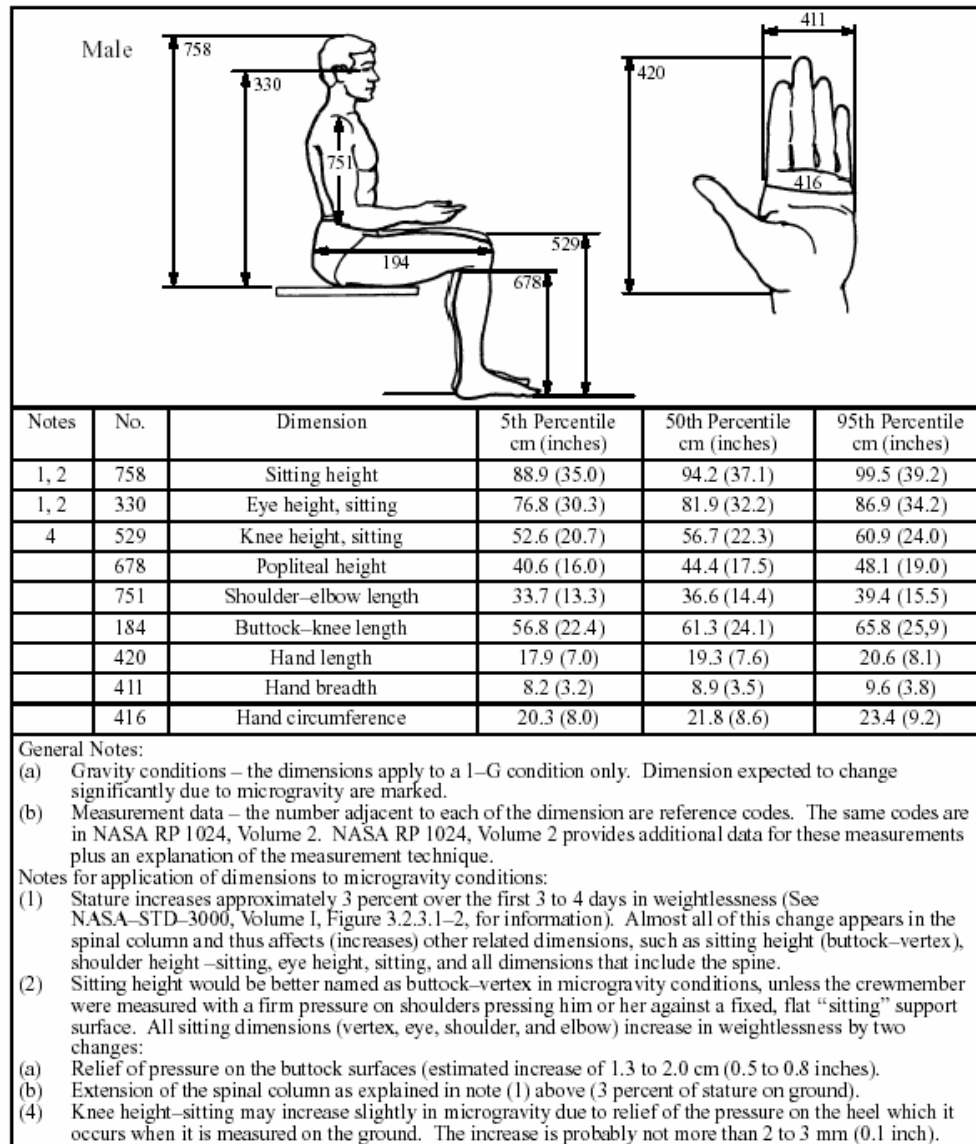 Male
758
330
751
194
529
678
411
420
416
Notes No. Dimension 5th Percentile cm (inches) 50th Percentile cm (inches) 95th Percentile cm (inches)
1, 2 758 Sitting height 88.9 (35.0) 94.2 (37.1) 99.5 (39.2)
1, 2 330 Eye height, sitting 76.8 (30.3) 81.9 (32.2) 86.9 (34.2)
4 529 Knee height, sitting 52.6 (20.7) 56.7 (22.3) 60.9 (24.0)
678 Popliteal height 40.6 (16.0) 44.4 (17.5) 48.1 (19.0)
751 Shoulder–elbow length 33.7 (13.3) 36.6 (14.4) 39.4 (15.5)
184 Buttock–knee length 56.8 (22.4) 61.3 (24.1) 65.8 (25,9)
420 Hand length 17.9 (7.0) 19.3 (7.6) 20.6 (8.1)
411 Hand breadth 8.2 (3.2) 8.9 (3.5) 9.6 (3.8)
416 Hand circumference 20.3 (8.0) 21.8 (8.6) 23.4 (9.2)
General Notes:
(a) Gravity conditions – the dimensions apply to a 1–G condition only. Dimension expected to change
significantly due to microgravity are marked.
(b) Measurement data – the number adjacent to each of the dimension are reference codes. The same codes are
in NASA RP 1024, Volume 2. NASA RP 1024, Volume 2 provides additional data for these measurements
plus an explanation of the measurement technique.
Notes for application of dimensions to microgravity conditions:
(1) Stature increases approximately 3 percent over the first 3 to 4 days in weightlessness (See
NASA–STD–3000, Volume I, Figure 3.2.3.1–2, for information). Almost all of this change appears in the
spinal column and thus affects (increases) other related dimensions, such as sitting height (buttock–vertex),
shoulder height –sitting, eye height, sitting, and all dimensions that include the spine.
(2) Sitting height would be better named as buttock–vertex in microgravity conditions, unless the crewmember
were measured with a firm pressure on shoulders pressing him or her against a fixed, flat “sitting” support
surface. All sitting dimensions (vertex, eye, shoulder, and elbow) increase in weightlessness by two
changes:
(a) Relief of pressure on the buttock surfaces (estimated increase of 1.3 to 2.0 cm (0.5 to 0.8 inches).
(b) Extension of the spinal column as explained in note (1) above (3 percent of stature on ground).
(4) Knee height–sitting may increase slightly in microgravity due to relief of the pressure on the heel which it
occurs when it is measured on the ground. The increase is probably not more than 2 to 3 mm (0.1 inch).